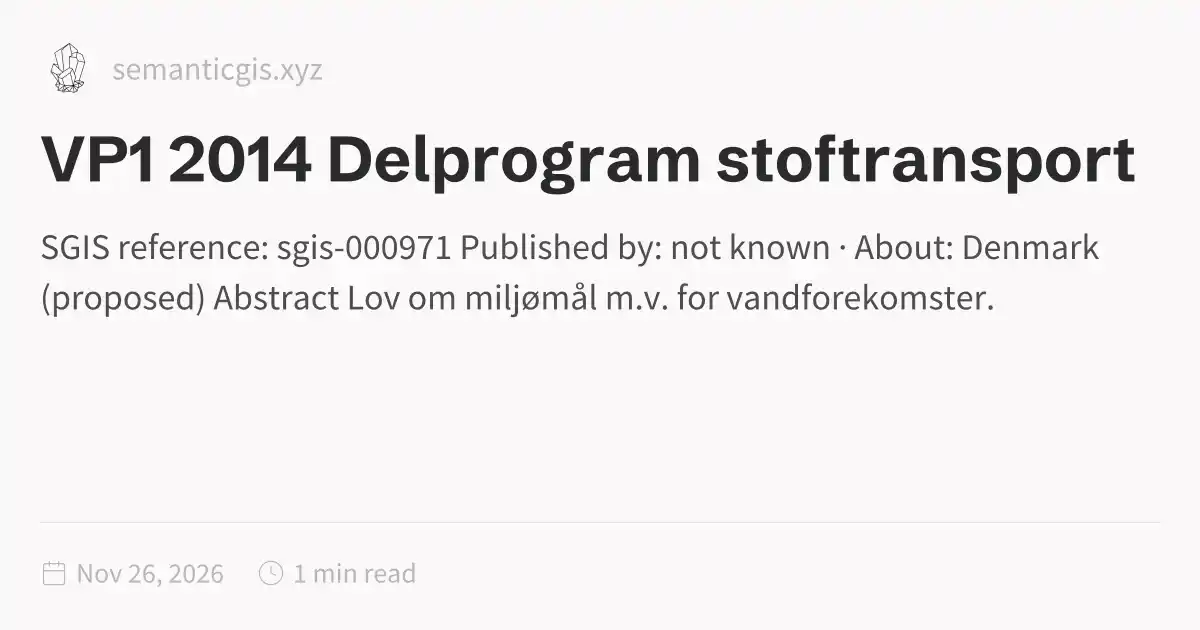 semanticgis.xyz
VP1 2014 Delprogram stoftransport
SGIS reference: sgis-000971 Published by: not known · About: Denmark
(proposed) Abstract Lov om miljømål m.v. for vandforekomster.
Nov 26, 2026 1 min read